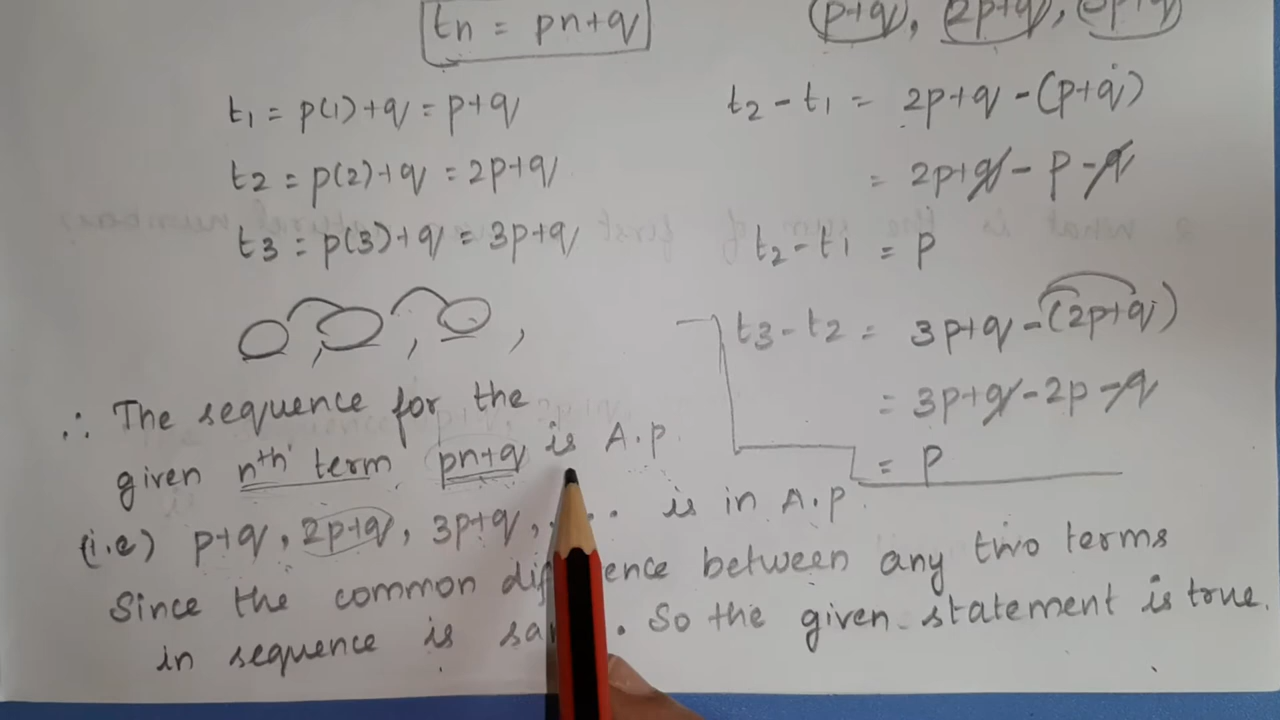 tn = pn+q
(p+q), (2p+q), (3p+q)
t1 = p(1)+q = p+q
t2 = p(2)+q = 2p+q
t3 = p(3)+q = 3p+q
t2 - t1 = 2p+q - (p+q)
= 2p+q - p - q
t2 - t1 = p
t3 - t2 = 3p+q - (2p+q)
= 3p+q - 2p - q
= p
∴ The sequence for the
given nth term pn+q is A.p.
(i.e) p+q, 2p+q, 3p+q, .... is in A.p.
Since the common difference between any two terms
in sequence is . So the given statement is true.